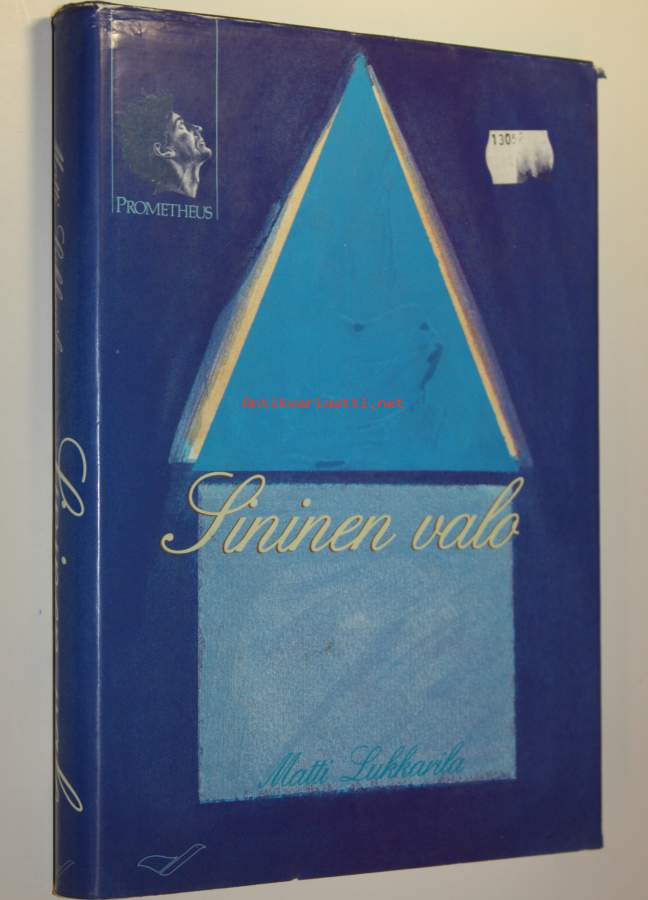 PROMETHEUS
antikvariaatti.net
Sininen valo
Matti Lukkarila